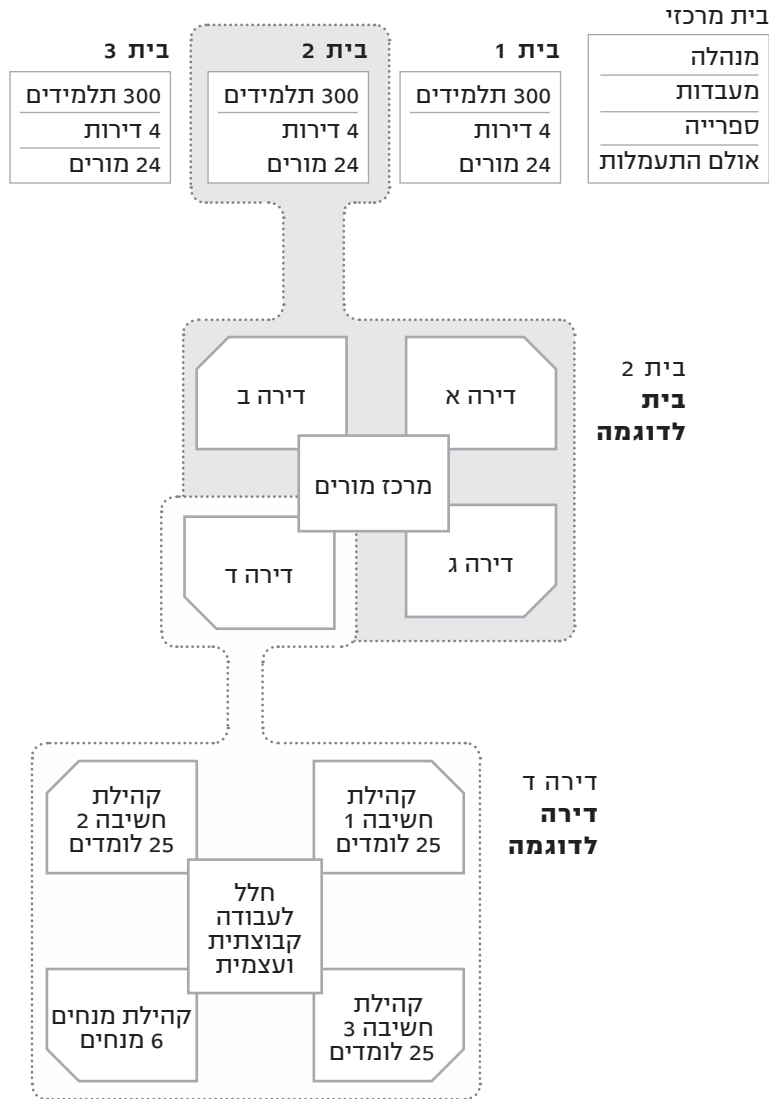 בית מרכזי
מנהלה
מעבדות
ספרייה
אולם התעמלות
בית 1
300 תלמידים
4 דירות
24 מורים
בית 2
300 תלמידים
4 דירות
24 מורים
בית 3
300 תלמידים
4 דירות
24 מורים
בית 2
בית
לדוגמה
דירה א
דירה ב
מרכז מורים
דירה ג
דירה ד
דירה ד
דירה
לדוגמה
קהילת
חשיבה 1
25 לומדים
קהילת
חשיבה 2
25 לומדים
חלל
לעבודה
קבוצתית
ועצמית
קהילת
חשיבה 3
25 לומדים
קהילת מנחים
6 מנחים